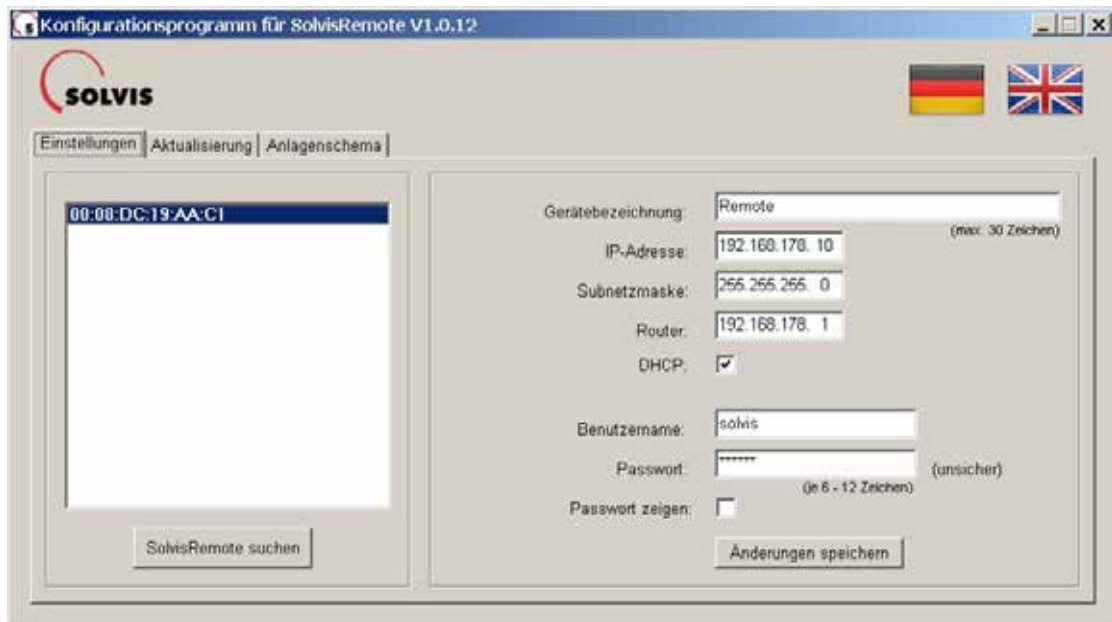 Konfigurationsprogramm für SolvisRemote V1.0.12
SOLVIS
Einstellungen Aktualisierung Anlagenschema
00:08:DC:19:AA:C1
SolvisRemote suchen
Gerätebezeichnung: Remote
(max. 30 Zeichen)
IP-Adresse: 192.168.178. 10
Subnetzmaske: 255.255.255. 0
Router: 192.168.178. 1
DHCP:
Benutzername: solvis
Passwort: ****** (unsicher)
(je 6 - 12 Zeichen)
Passwort zeigen:
Änderungen speichern